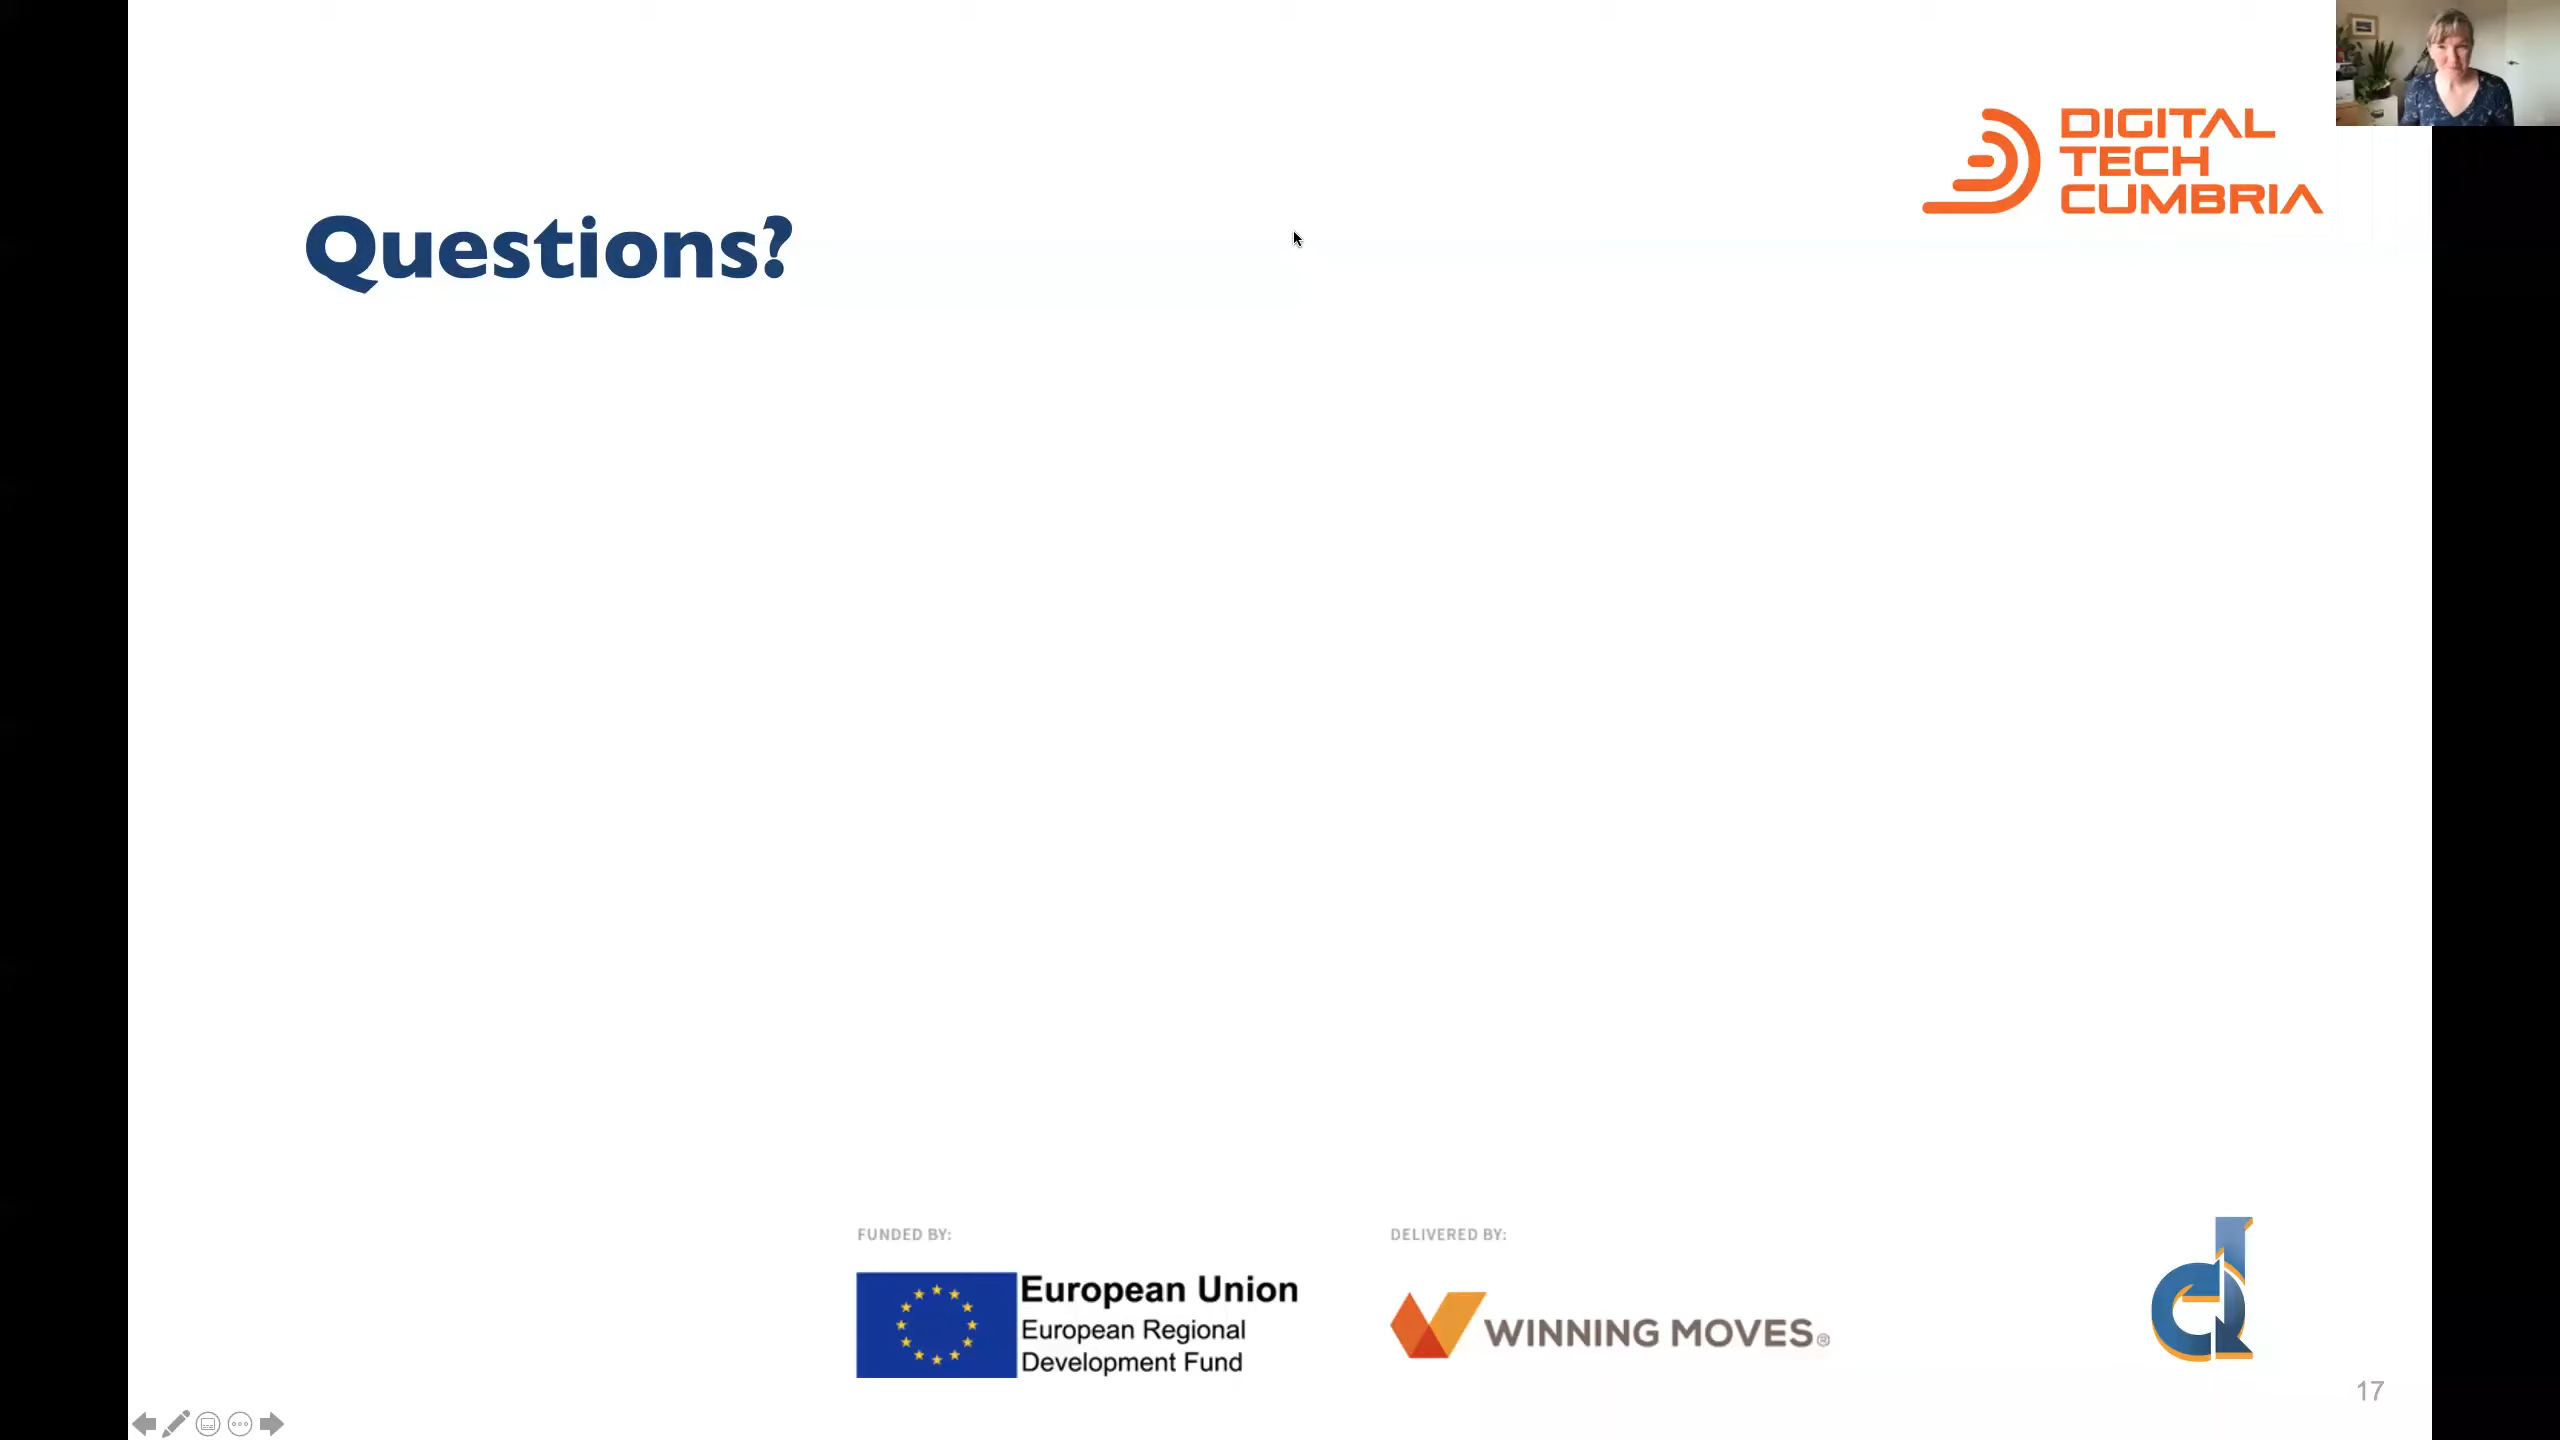 DIGITAL
TECH
CUMBRIA
Questions?
FUNDED BY:
European Union
European Regional
Development Fund
DELIVERED BY:
WINNING MOVES®
17